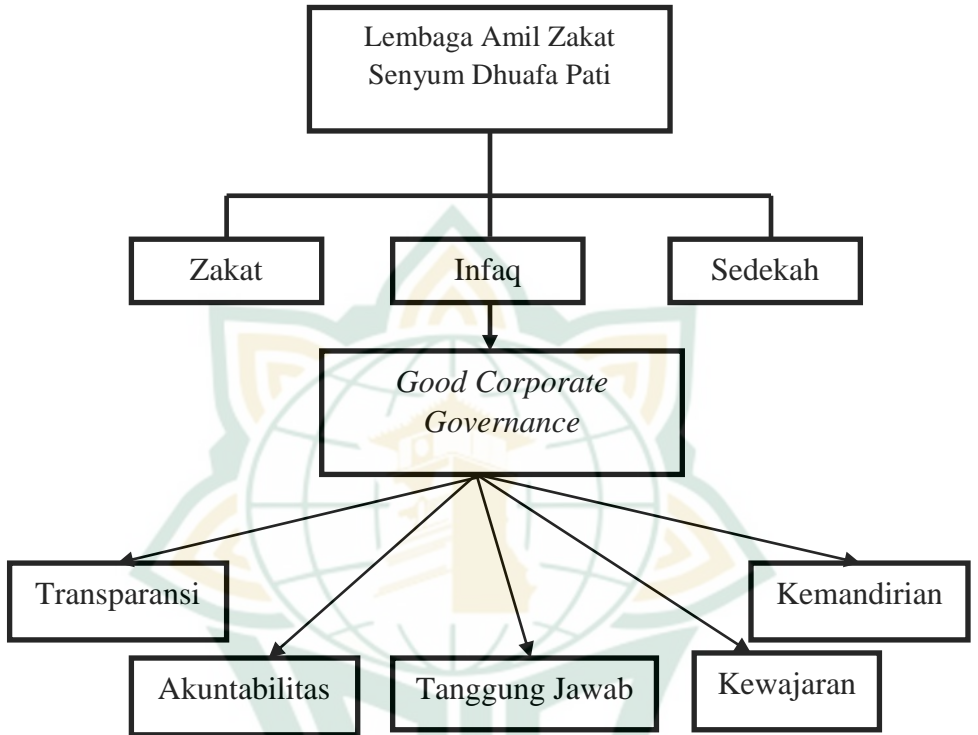 Lembaga Amil Zakat
Senyum Dhuafa Pati
Zakat
Infaq
Sedekah
Good Corporate
Governance
Transparansi
Kemandirian
Akuntabilitas
Tanggung Jawab
Kewajaran